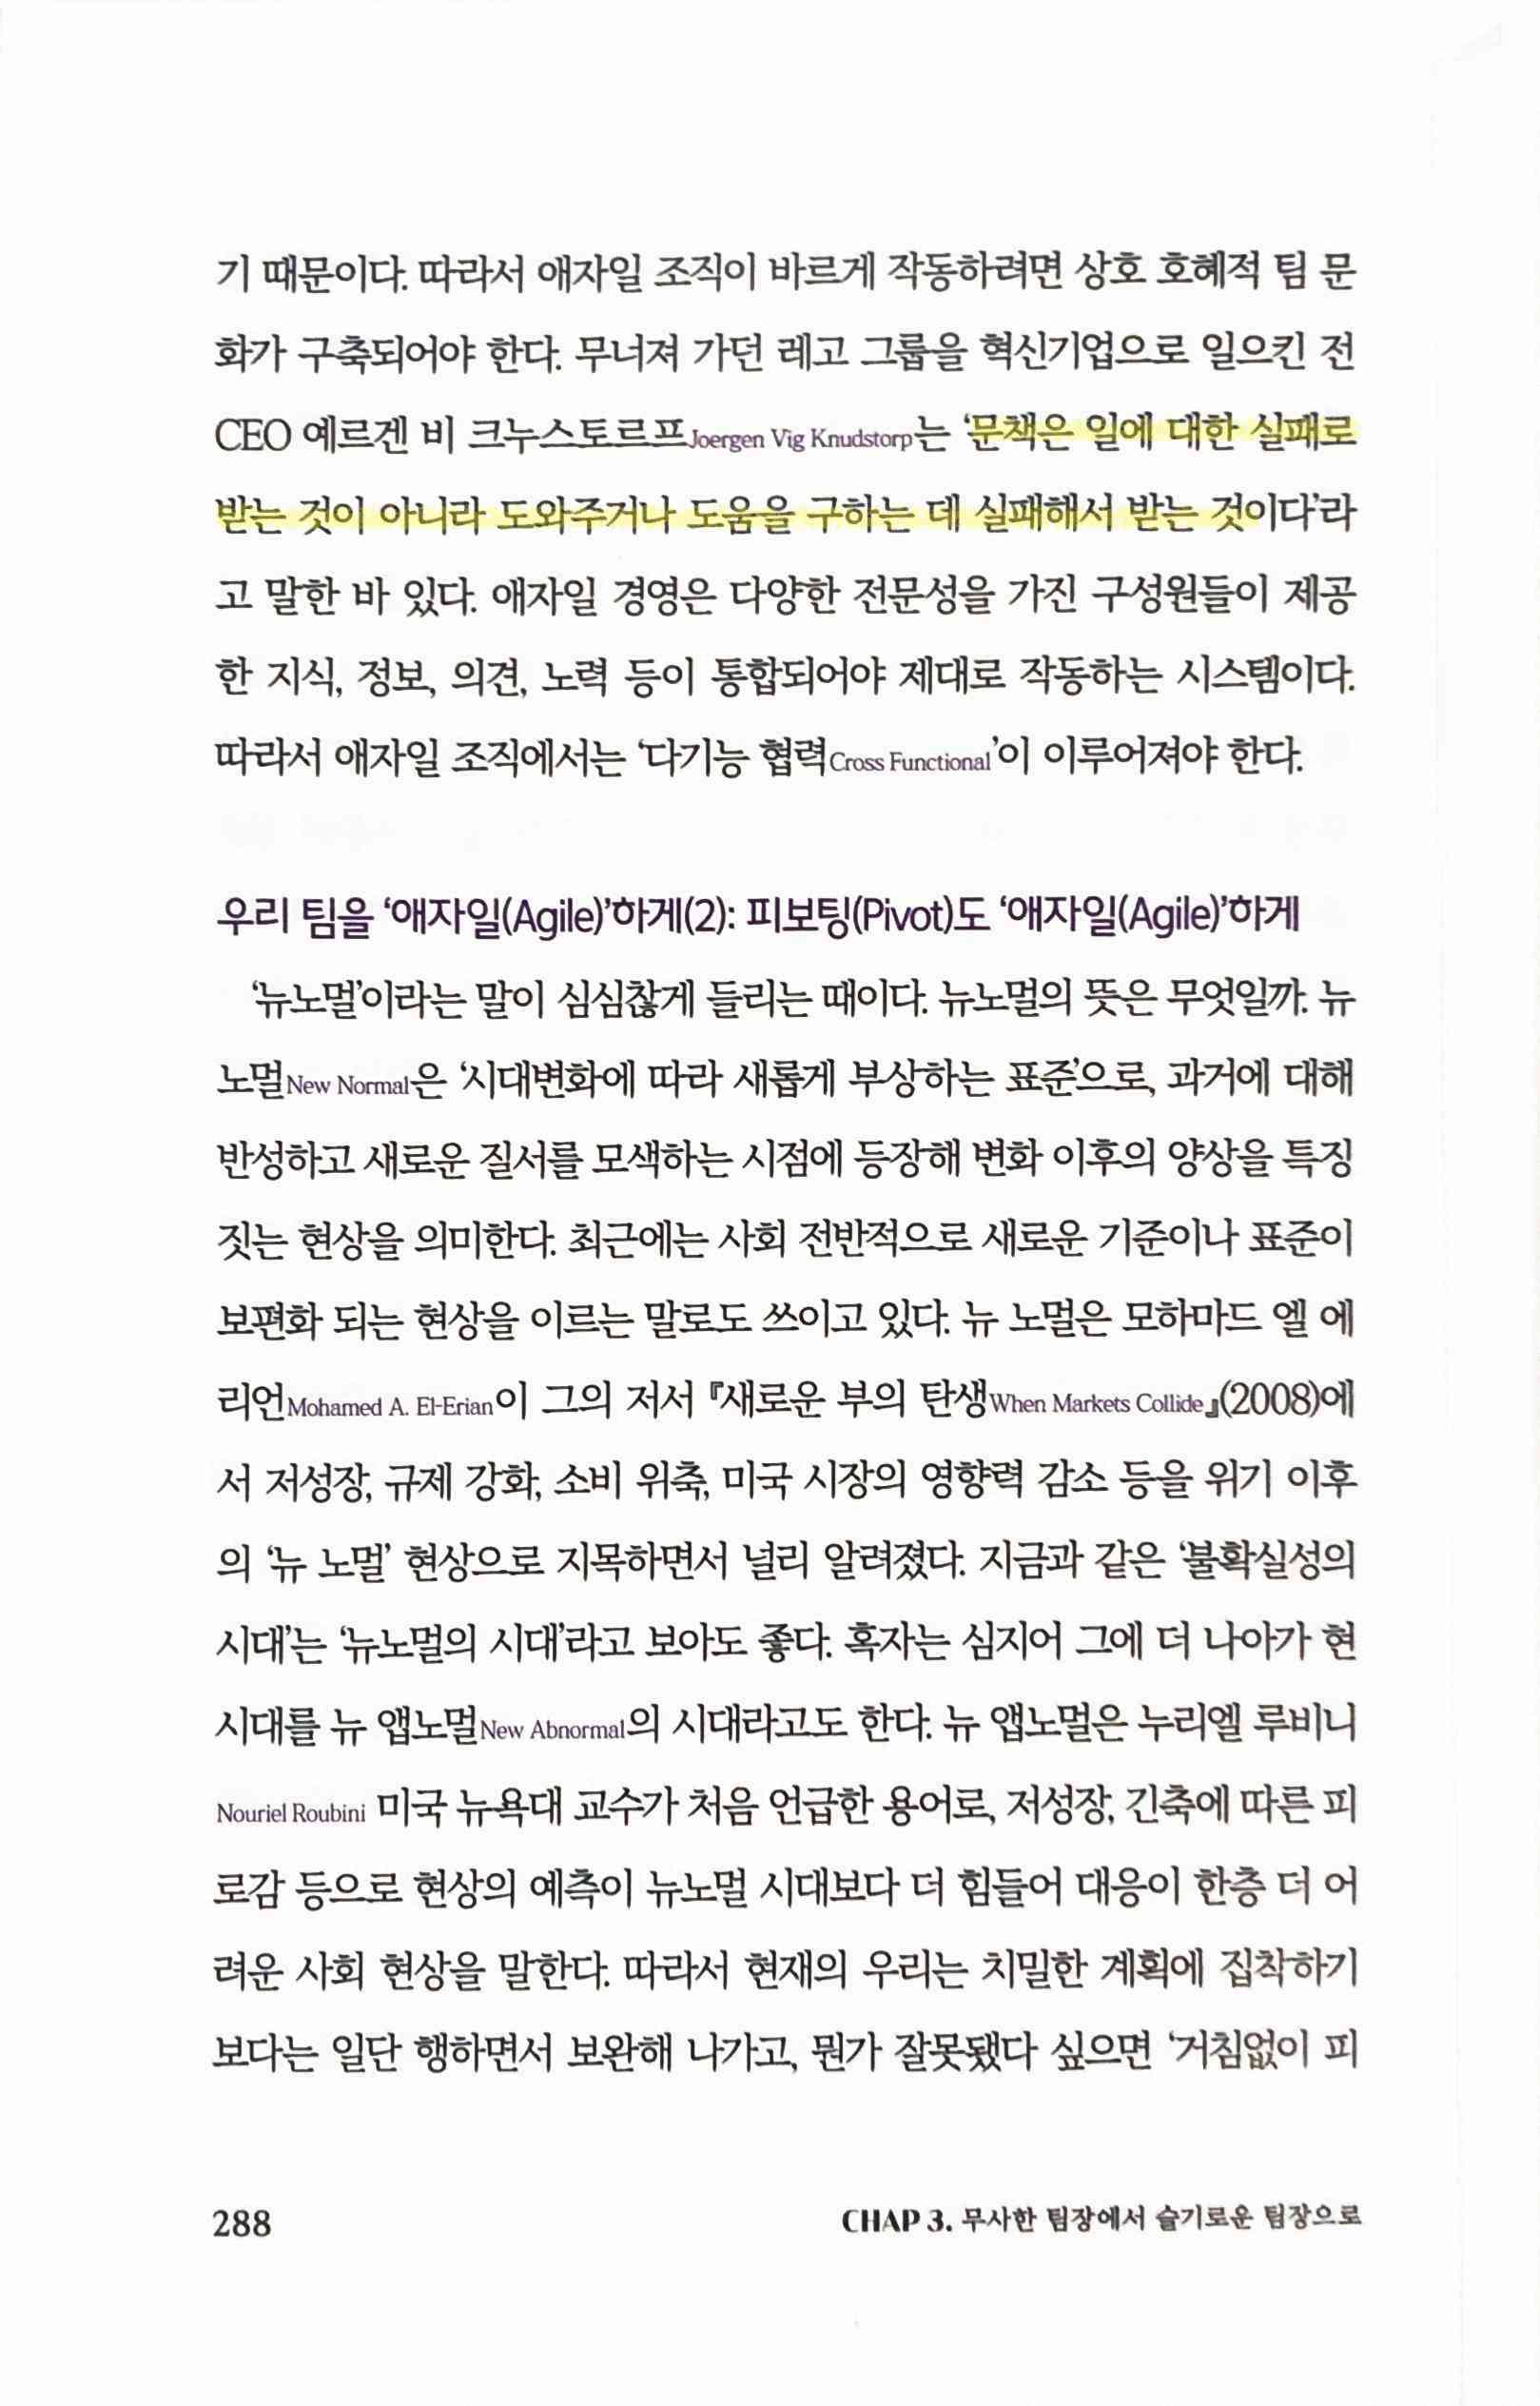 기 때문이다. 따라서 애자일 조직이 바르게 작동하려면 상호 호혜적 팀 문
화가 구축되어야 한다. 무너져 가던 레고 그룹을 혁신기업으로 일으킨 전
CEO 예르겐 비 크누스토르프Joergen Vig Knudstorp는 ‘문책은 일에 대한 실패로
받는 것이 아니라 도와주거나 도움을 구하는 데 실패해서 받는 것이다’라
고 말한 바 있다. 애자일 경영은 다양한 전문성을 가진 구성원들이 제공
한 지식, 정보, 의견, 노력 등이 통합되어야 제대로 작동하는 시스템이다.
따라서 애자일 조직에서는 ‘다기능 협력Cross Functional’이 이루어져야 한다.
우리 팀을 ‘애자일(Agile)’하게(2): 피보팅(Pivot)도 ‘애자일(Agile)’하게
‘뉴노멀’이라는 말이 심심찮게 들리는 때이다. 뉴노멀의 뜻은 무엇일까. 뉴
노멀New Normal은 ‘시대변화에 따라 새롭게 부상하는 표준’으로, 과거에 대해
반성하고 새로운 질서를 모색하는 시점에 등장해 변화 이후의 양상을 특징
짓는 현상을 의미한다. 최근에는 사회 전반적으로 새로운 기준이나 표준이
보편화 되는 현상을 이르는 말로도 쓰이고 있다. 뉴 노멀은 모하마드 엘 에
리언Mohamed A. El-Erian이 그의 저서 『새로운 부의 탄생When Markets Collide』(2008)에
서 저성장, 규제 강화, 소비 위축, 미국 시장의 영향력 감소 등을 위기 이후
의 ‘뉴 노멀’ 현상으로 지목하면서 널리 알려졌다. 지금과 같은 ‘불확실성의
시대’는 ‘뉴노멀의 시대’라고 보아도 좋다. 혹자는 심지어 그에 더 나아가 현
시대를 뉴 앱노멀New Abnormal의 시대라고도 한다. 뉴 앱노멀은 누리엘 루비니
Nouriel Roubini 미국 뉴욕대 교수가 처음 언급한 용어로, 저성장, 긴축에 따른 피
로감 등으로 현상의 예측이 뉴노멀 시대보다 더 힘들어 대응이 한층 더 어
려운 사회 현상을 말한다. 따라서 현재의 우리는 치밀한 계획에 집착하기
보다는 일단 행하면서 보완해 나가고, 뭔가 잘못됐다 싶으면 ‘거침없이 피
288
CHAP 3. 무사한 팀장에서 슬기로운 팀장으로